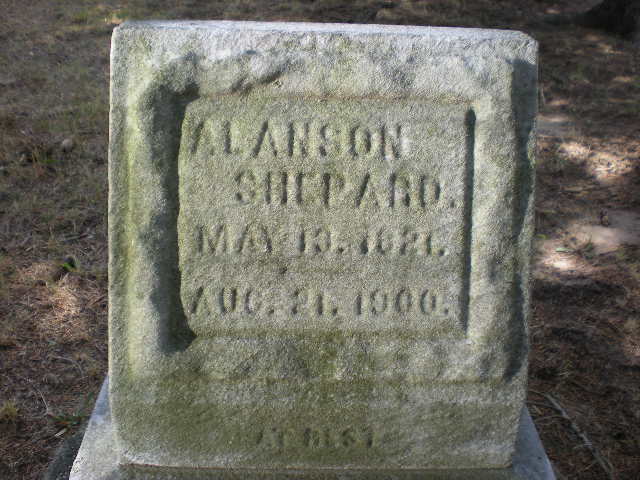 ALANSON
SHEPARD.
MAY 13. 1821.
AUG. 21. 1900.
AT REST